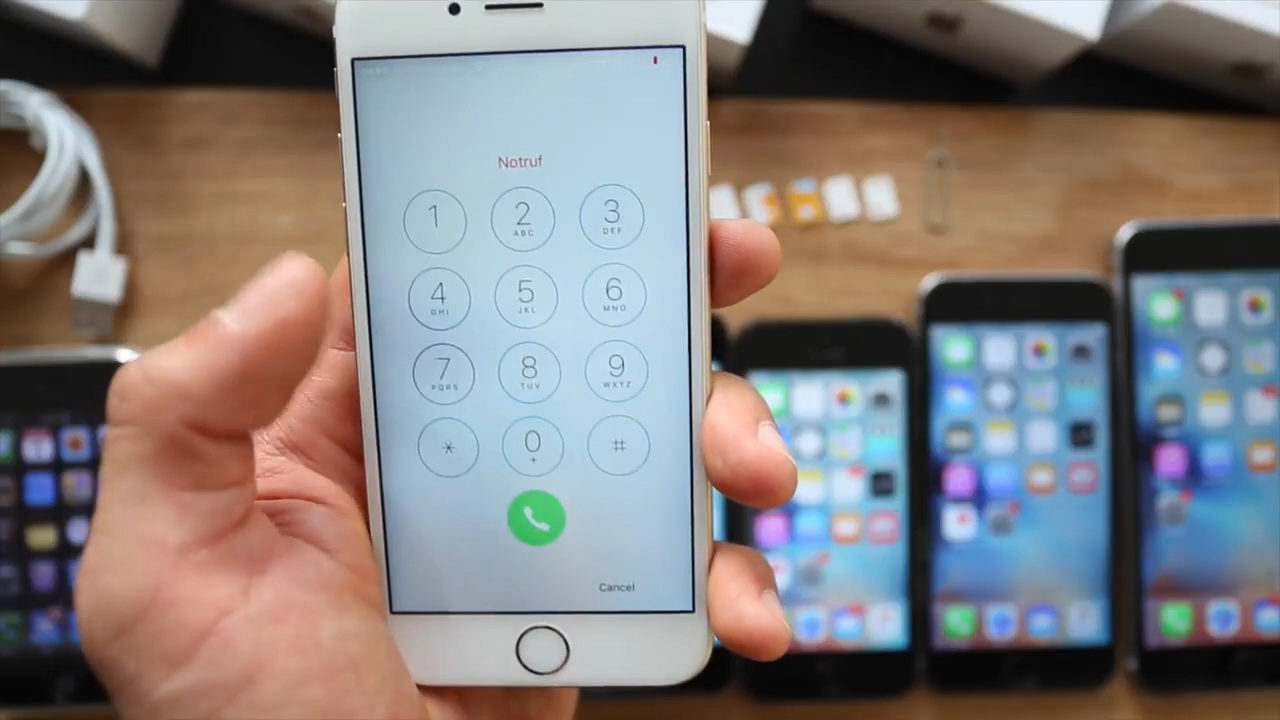 Notruf
1 2 3
ABC DEF
4 5 6
GHI JKL MNO
7 8 9
PQRS TUV WXYZ
* 0 #
+
Cancel